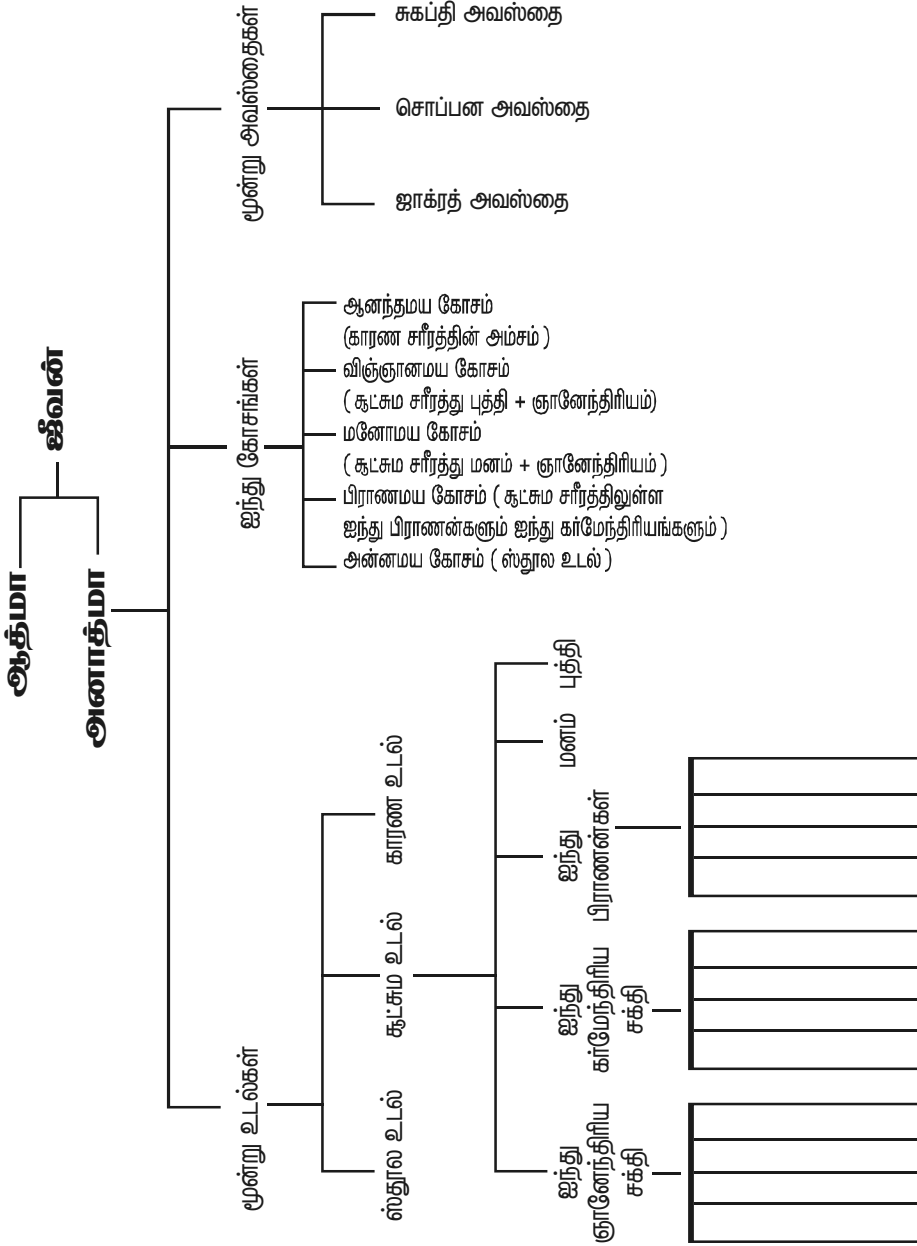 ஆத்மா
ஜீவன்
அனாத்மா
மூன்று உடல்கள்
ஐந்து கோசங்கள்
மூன்று அவஸ்தைகள்
ஸ்தூல உடல்
சூட்சும உடல்
காரண உடல்
ஐந்து
ஞானேந்திரிய
சக்தி
ஐந்து
கர்மேந்திரிய
சக்தி
ஐந்து
பிராணன்கள்
மனம்
புத்தி
ஆனந்தமய கோசம்
(காரண சரீரத்தின் அம்சம் )
விஞ்ஞானமய கோசம்
( சூட்சும சரீரத்து புத்தி + ஞானேந்திரியம்)
மனோமய கோசம்
( சூட்சும சரீரத்து மனம் + ஞானேந்திரியம் )
பிராணமய கோசம் ( சூட்சும சரீரத்திலுள்ள
ஐந்து பிராணன்களும் ஐந்து கர்மேந்திரியங்களும் )
அன்னமய கோசம் ( ஸ்தூல உடல் )
சுகப்தி அவஸ்தை
சொப்பன அவஸ்தை
ஜாக்ரத் அவஸ்தை